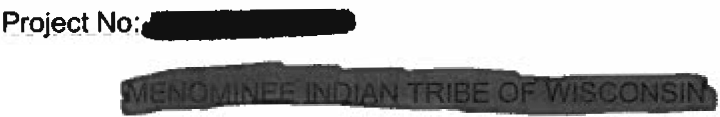 Project No:
MENOMINEE INDIAN TRIBE OF WISCONSIN